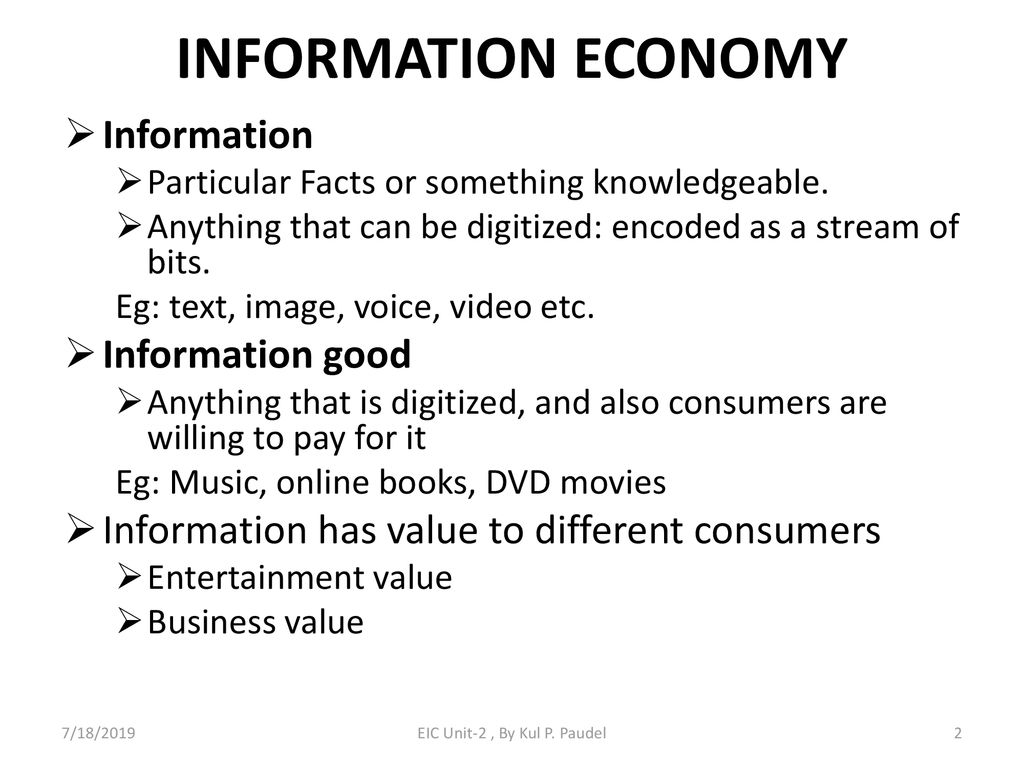 INFORMATION ECONOMY
➢Information
➢Particular Facts or something knowledgeable.
➢Anything that can be digitized: encoded as a stream of
bits.
Eg: text, image, voice, video etc.
➢Information good
➢Anything that is digitized, and also consumers are
willing to pay for it
Eg: Music, online books, DVD movies
➢Information has value to different consumers
➢Entertainment value
➢Business value
7/18/2019 EIC Unit-2 , By Kul P. Paudel 2